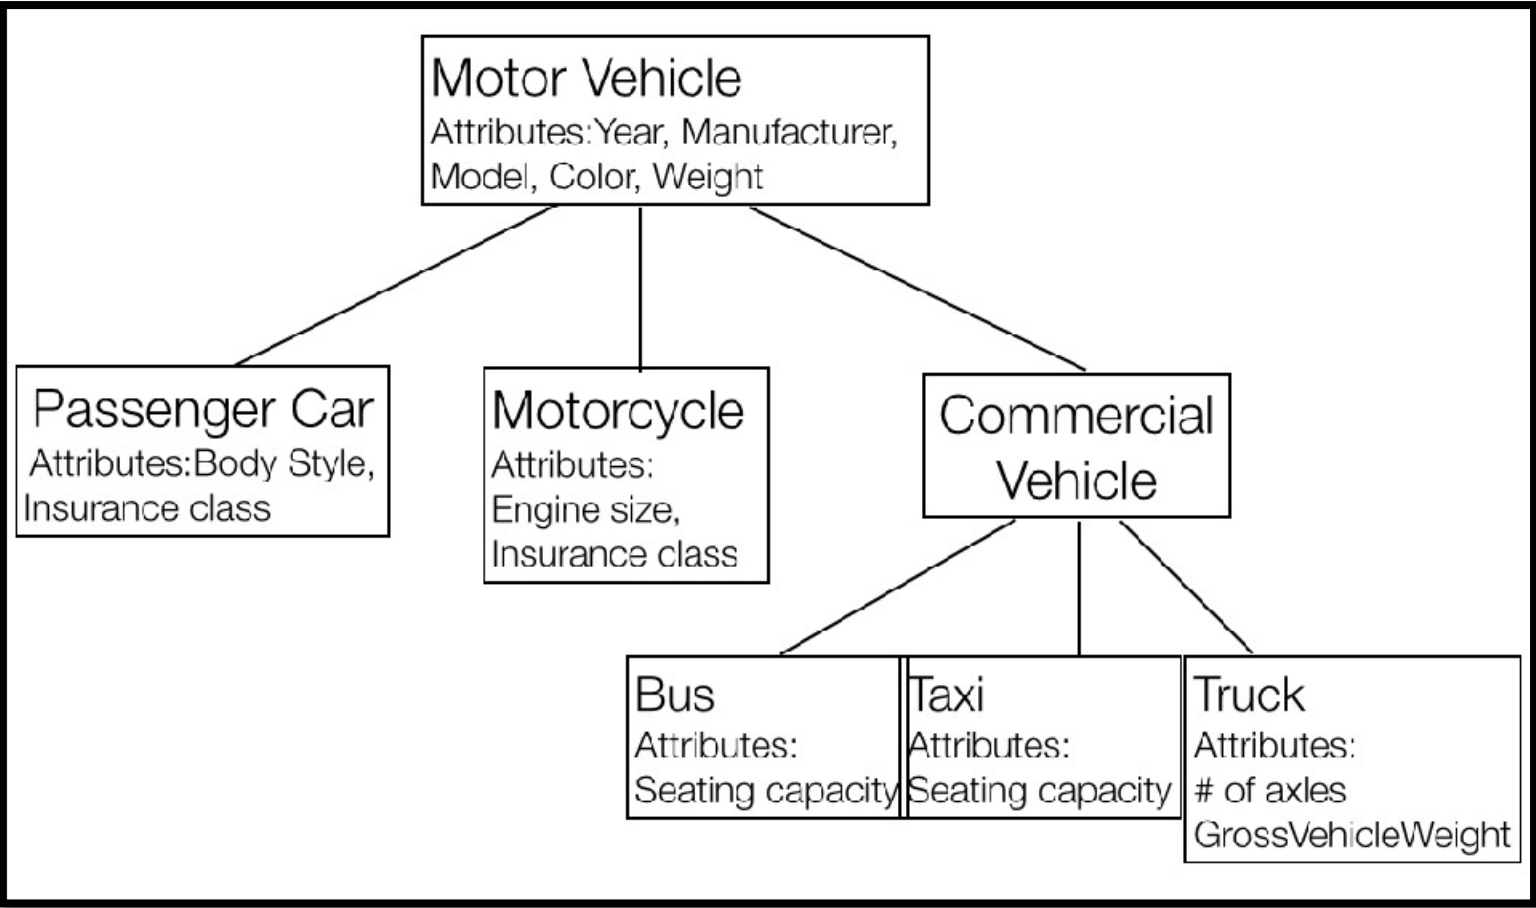 Motor Vehicle
Attributes:Year, Manufacturer,
Model, Color, Weight
Passenger Car
Attributes:Body Style,
Insurance class
Motorcycle
Attributes:
Engine size,
Insurance class
Commercial
Vehicle
Bus
Attributes:
Seating capacity
Taxi
Attributes:
Seating capacity
Truck
Attributes:
# of axles
GrossVehicleWeight